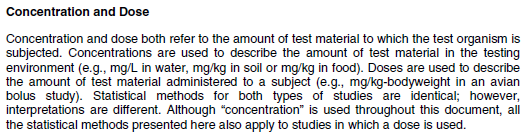 Concentration and Dose
Concentration and dose both refer to the amount of test material to which the test organism is
subjected. Concentrations are used to describe the amount of test material in the testing
environment (e.g., mg/L in water, mg/kg in soil or mg/kg in food). Doses are used to describe
the amount of test material administered to a subject (e.g., mg/kg-bodyweight in an avian
bolus study). Statistical methods for both types of studies are identical; however,
interpretations are different. Although “concentration” is used throughout this document, all
the statistical methods presented here also apply to studies in which a dose is used.